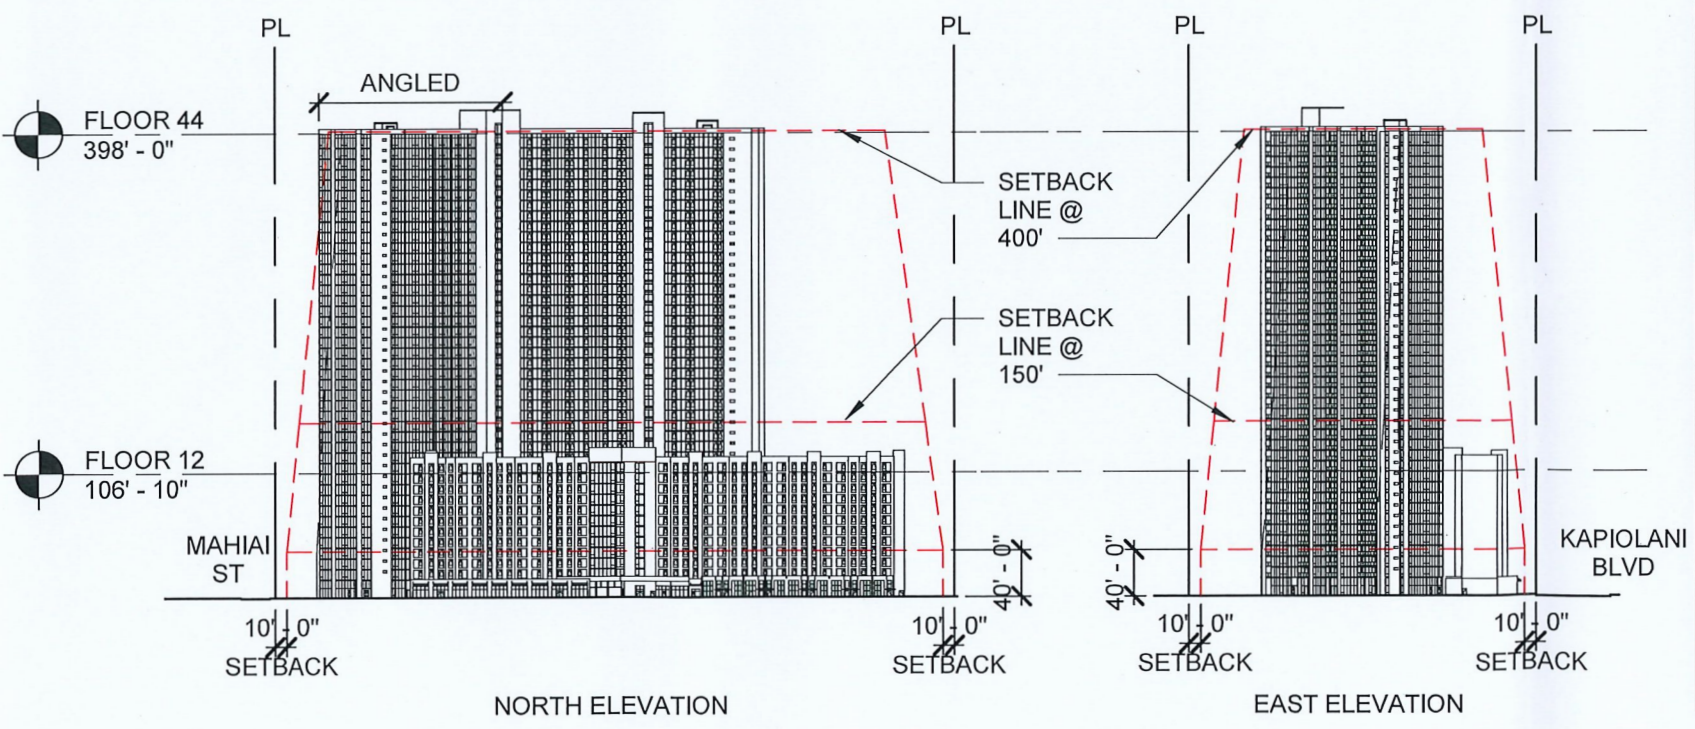 PL
PL
PL
PL
ANGLED
FLOOR 44
398' - 0"
SETBACK
LINE @
400'
SETBACK
LINE @
150'
FLOOR 12
106' - 10"
MAHIAI
ST
40' - 0"
40' - 0"
KAPIOLANI
BLVD
10' - 0"
SETBACK
10' - 0"
SETBACK
10' - 0"
SETBACK
10' - 0"
SETBACK
NORTH ELEVATION
EAST ELEVATION